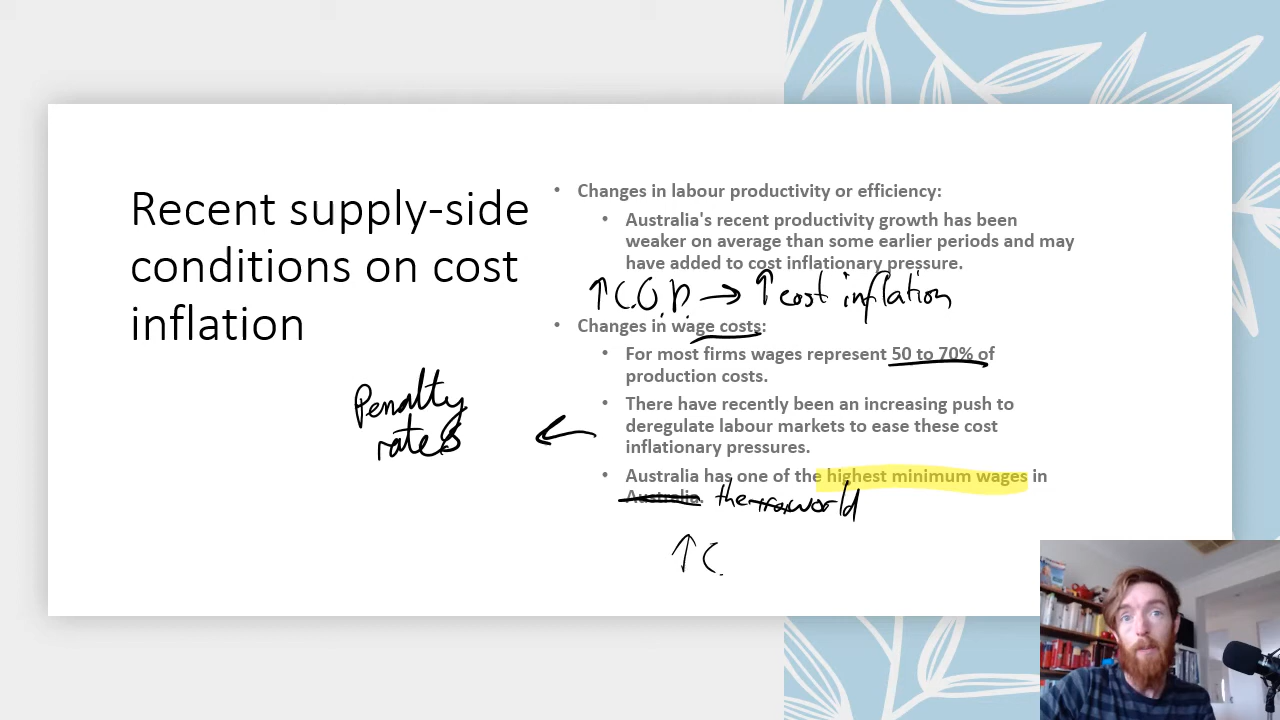 Recent supply-side
conditions on cost
inflation
• Changes in labour productivity or efficiency:
• Australia's recent productivity growth has been
weaker on average than some earlier periods and may
have added to cost inflationary pressure.
↑ C.O.P. → ↑ cost inflation
• Changes in wage costs:
• For most firms wages represent 50 to 70% of
production costs.
• There have recently been an increasing push to
deregulate labour markets to ease these cost
inflationary pressures.
Penalty
rates
←
• Australia has one of the highest minimum wages in
Australia. the world
↑ C.